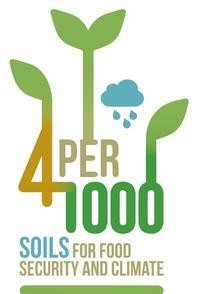 4 PER
1000
SOILS FOR FOOD
SECURITY AND CLIMATE